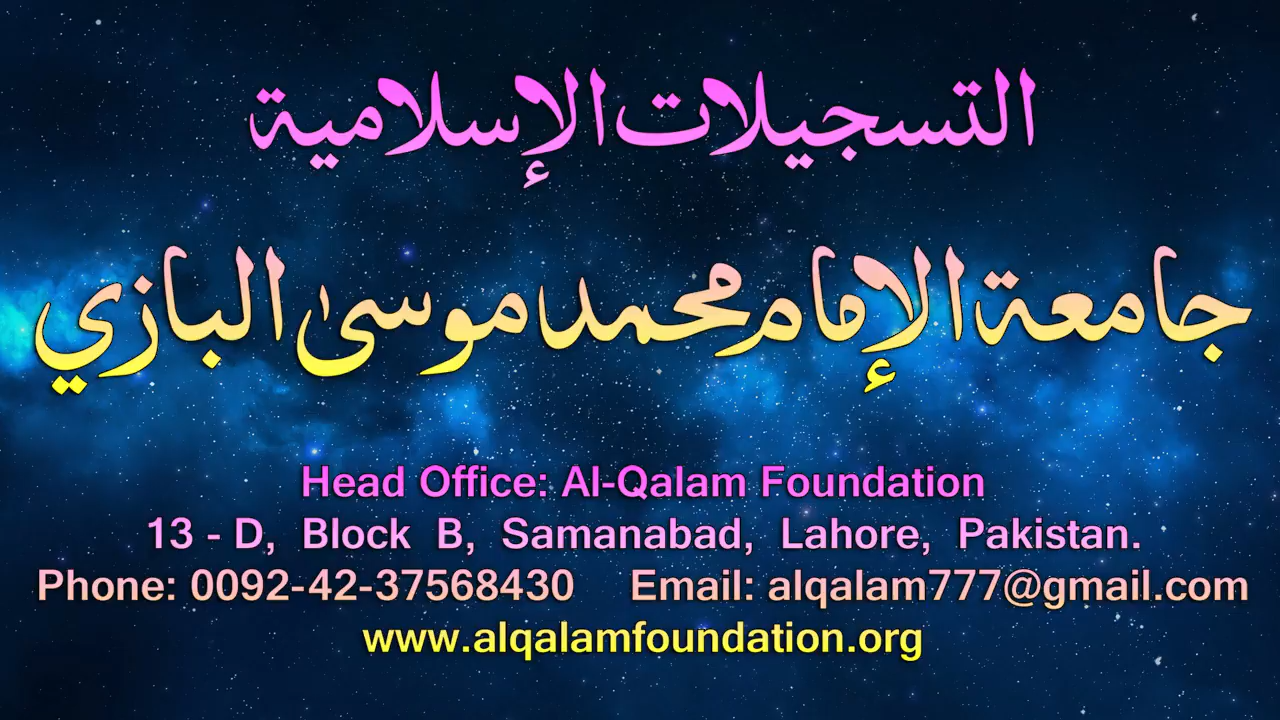 التسجيلات الإسلامية
جامعة الإمام محمد موسىٰ البازي
Head Office: Al-Qalam Foundation
13 - D, Block B, Samanabad, Lahore, Pakistan.
Phone: 0092-42-37568430 Email: alqalam777@gmail.com
www.alqalamfoundation.org